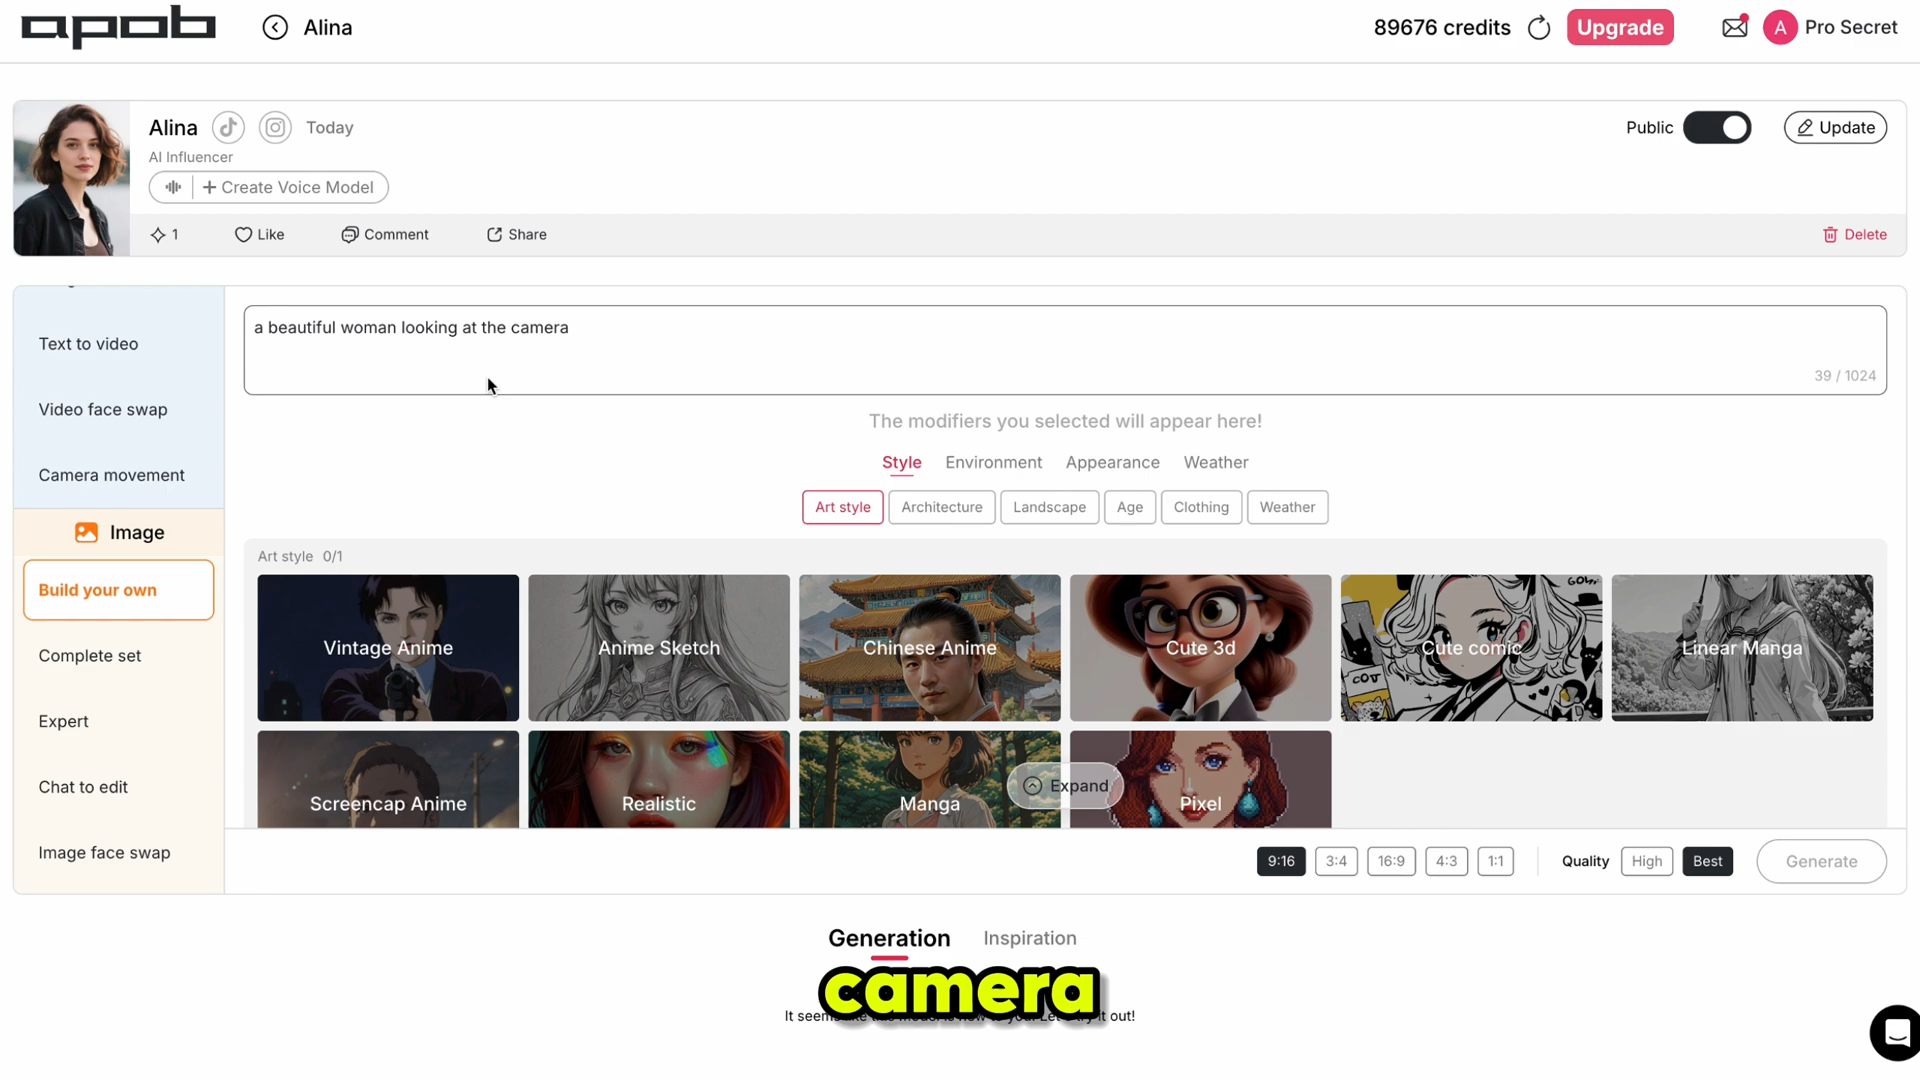 apob
Alina
89676 credits
Upgrade
A
Pro Secret
Alina
Today
Public
Update
AI Influencer
+ Create Voice Model
1
Like
Comment
Share
Delete
Text to video
Video face swap
Camera movement
Image
Build your own
Complete set
Expert
Chat to edit
Image face swap
a beautiful woman looking at the camera
39 / 1024
The modifiers you selected will appear here!
Style Environment Appearance Weather
Art style Architecture Landscape Age Clothing Weather
Art style 0/1
Vintage Anime
Anime Sketch
Chinese Anime
Cute 3d
Cute comic
Linear Manga
Screencap Anime
Realistic
Manga
Expand
Pixel
9:16 3:4 16:9 4:3 1:1
Quality High Best
Generate
Generation Inspiration
camera
It seems out!